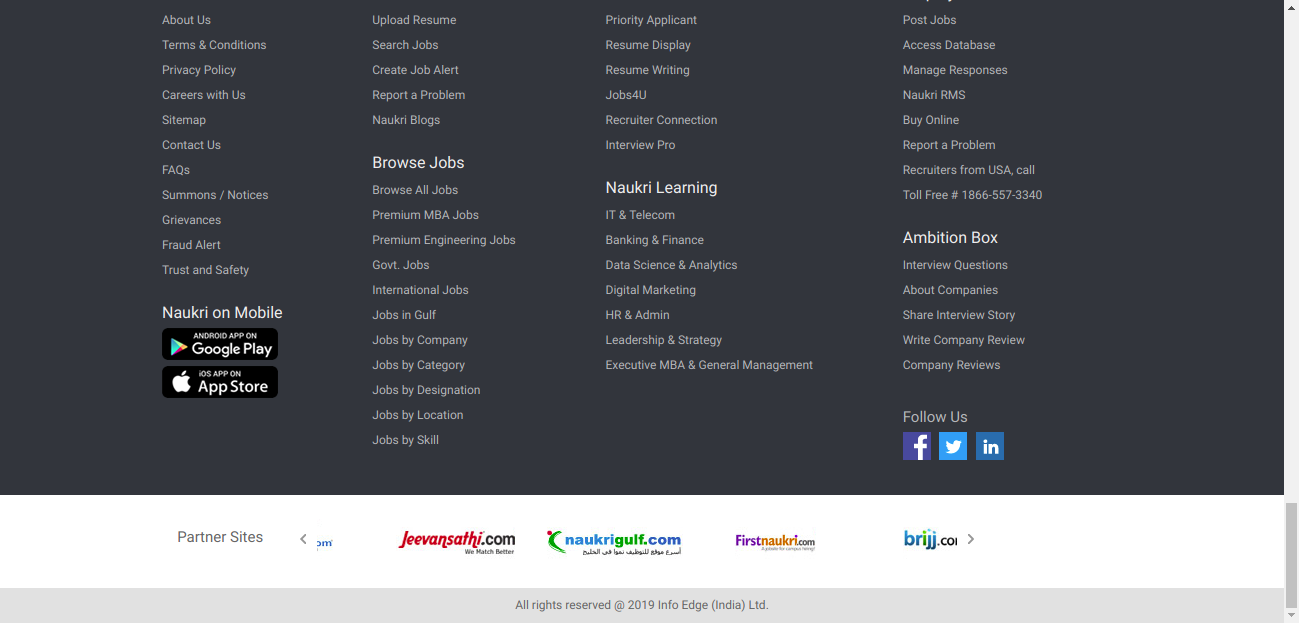 About Us
Terms & Conditions
Privacy Policy
Careers with Us
Sitemap
Contact Us
FAQs
Summons / Notices
Grievances
Fraud Alert
Trust and Safety
Naukri on Mobile
ANDROID APP ON
Google Play
iOS APP ON
App Store
Upload Resume
Search Jobs
Create Job Alert
Report a Problem
Naukri Blogs
Browse Jobs
Browse All Jobs
Premium MBA Jobs
Premium Engineering Jobs
Govt. Jobs
International Jobs
Jobs in Gulf
Jobs by Company
Jobs by Category
Jobs by Designation
Jobs by Location
Jobs by Skill
Priority Applicant
Resume Display
Resume Writing
Jobs4U
Recruiter Connection
Interview Pro
Naukri Learning
IT & Telecom
Banking & Finance
Data Science & Analytics
Digital Marketing
HR & Admin
Leadership & Strategy
Executive MBA & General Management
Post Jobs
Access Database
Manage Responses
Naukri RMS
Buy Online
Report a Problem
Recruiters from USA, call
Toll Free # 1866-557-3340
Ambition Box
Interview Questions
About Companies
Share Interview Story
Write Company Review
Company Reviews
Follow Us
f
in
Partner Sites
om
Jeevansathi.com
We Match Better
naukrigulf.com
أسرع موقع للتوظيف نموا في الخليج
Firstnaukri.com
brijj.co
All rights reserved @ 2019 Info Edge (India) Ltd.